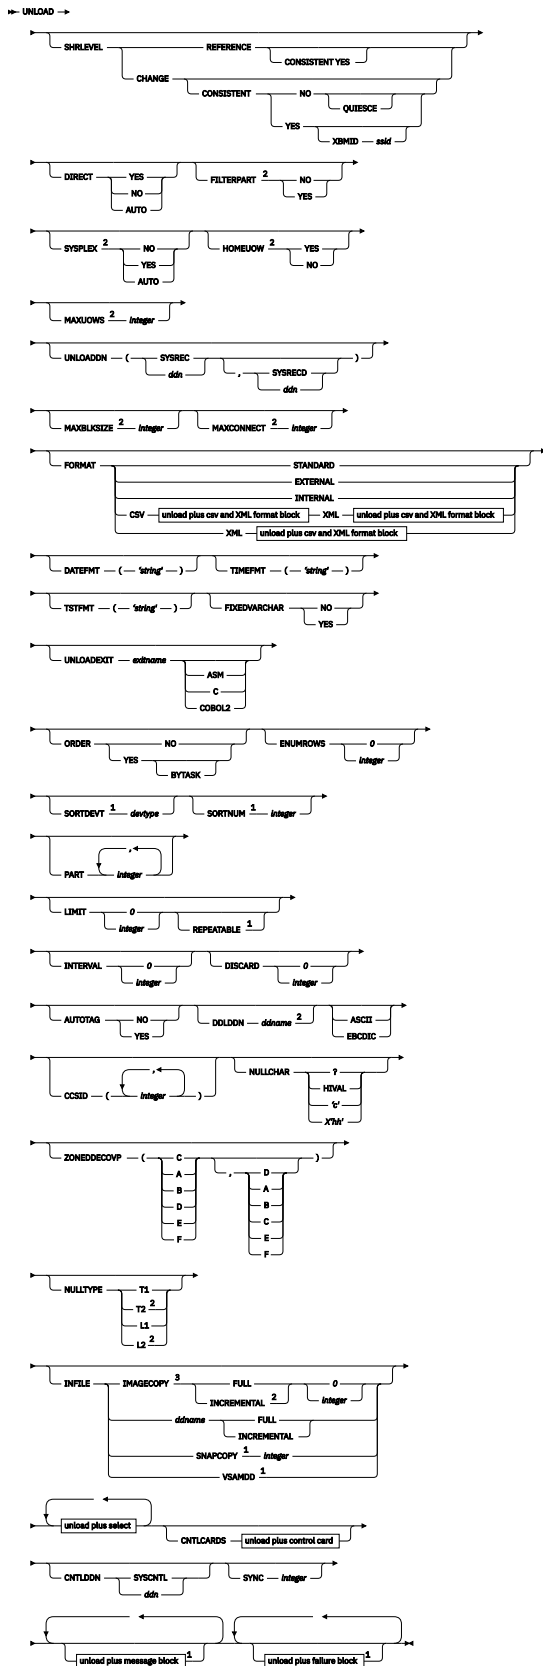 UNLOAD
SHRLEVEL REFERENCE
CONSISTENT YES
CHANGE
CONSISTENT NO
QUIESCE
YES
XBMID ssid
DIRECT YES FILTERPART 2 NO
NO YES
AUTO
SYSPLEX 2 NO HOMEUOW 2 YES
YES NO
AUTO
MAXUOWS 2 integer
UNLOADDN ( SYSREC )
ddn , SYSRECD
ddn
MAXBLKSIZE 2 integer MAXCONNECT 2 integer
FORMAT STANDARD
EXTERNAL
INTERNAL
CSV unload plus csv and XML format block XML unload plus csv and XML format block
XML unload plus csv and XML format block
DATEFMT ( 'string' ) TIMEFMT ( 'string' )
TSTFMT ( 'string' ) FIXEDVARCHAR NO
YES
UNLOADEXIT exitname
ASM
C
COBOL2
ORDER NO ENUMROWS 0
YES integer
BYTASK
SORTDEVT 1 devtype SORTNUM 1 integer
,
PART integer
LIMIT 0
integer REPEATABLE 1
INTERVAL 0 DISCARD 0
integer integer
AUTOTAG NO DDLDDN ddname 2 ASCII
YES EBCDIC
, NULLCHAR ?
CCSID ( integer ) HIVAL
'c'
X'hh'
ZONEDDECOVP ( C )
A , D
B A
D B
E C
F E
F
NULLTYPE T1
T2 2
L1
L2 2
INFILE IMAGECOPY 3 FULL 0
INCREMENTAL 2 integer
ddname FULL
INCREMENTAL
SNAPCOPY 1 integer
VSAMDD 1
unload plus select
CNTLCARDS unload plus control card
CNTLDDN SYSCNTL SYNC integer
ddn
unload plus message block 1 unload plus failure block 1